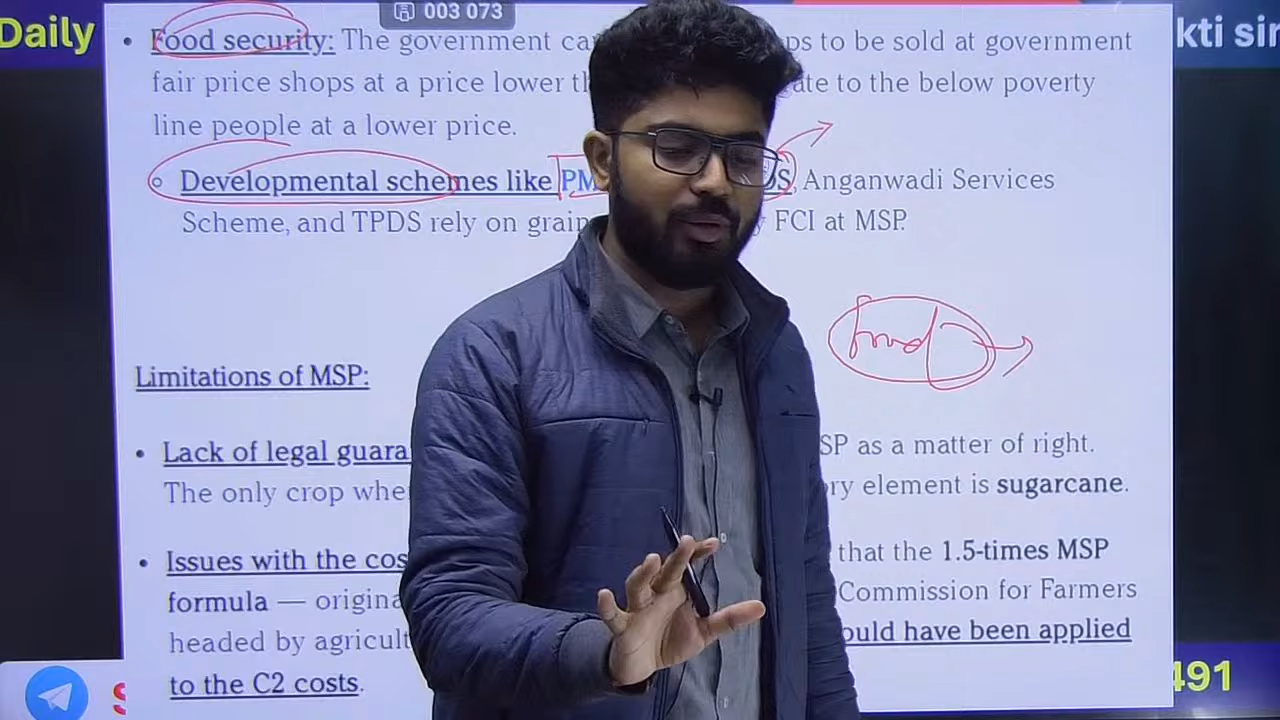 003 073
Daily
kti sin
• Food security: The government can ps to be sold at government
fair price shops at a price lower th ate to the below poverty
line people at a lower price.
○ Developmental schemes like PM DS, Anganwadi Services
Scheme, and TPDS rely on grain y FCI at MSP.
food
Limitations of MSP:
• Lack of legal guara SP as a matter of right.
The only crop whe ry element is sugarcane.
• Issues with the cos that the 1.5-times MSP
formula — origina Commission for Farmers
headed by agricult ould have been applied
to the C2 costs.
S
491